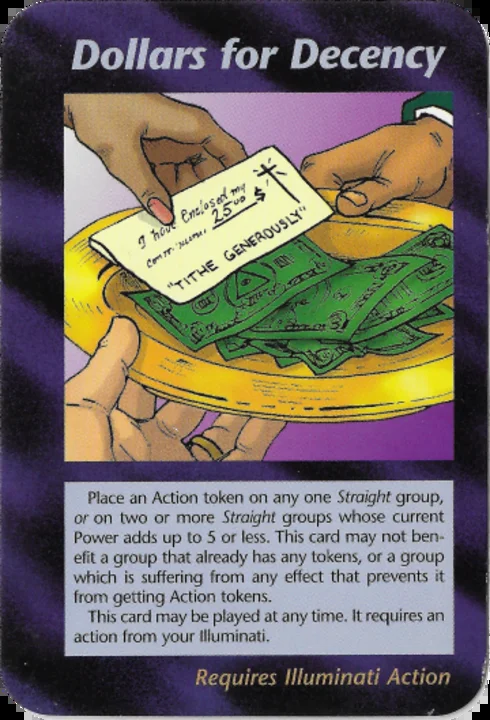 Dollars for Decency
I have Enclosed my
25.00 $
"TITHE GENEROUSLY"
Place an Action token on any one Straight group,
or on two or more Straight groups whose current
Power adds up to 5 or less. This card may not ben-
efit a group that already has any tokens, or a group
which is suffering from any effect that prevents it
from getting Action tokens.
This card may be played at any time. It requires an
action from your Illuminati.
Requires Illuminati Action